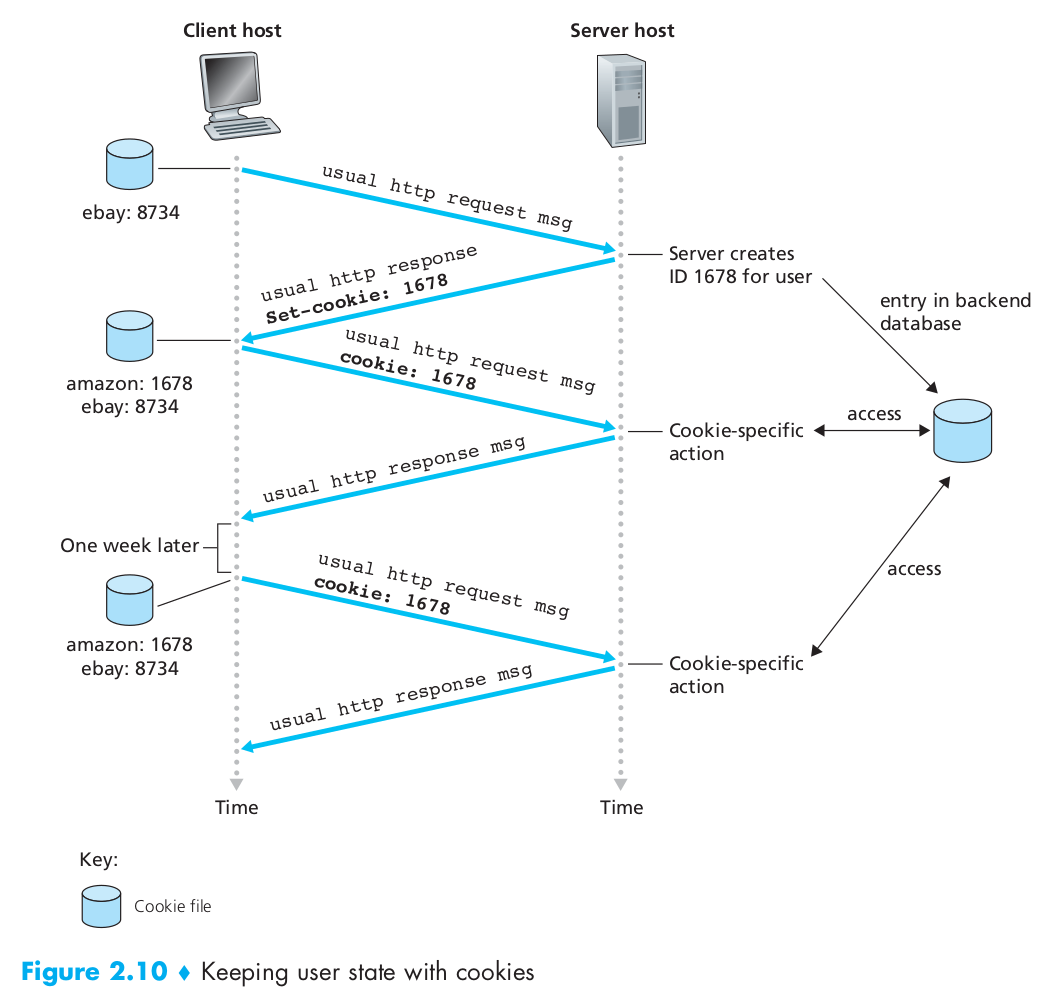 Client host
Server host
ebay: 8734
usual http request msg
Server creates
ID 1678 for user
entry in backend
database
usual http response
Set-cookie: 1678
amazon: 1678
ebay: 8734
usual http request msg
cookie: 1678
Cookie-specific
action
access
usual http response msg
One week later
amazon: 1678
ebay: 8734
usual http request msg
cookie: 1678
access
Cookie-specific
action
usual http response msg
Time
Time
Key:
Cookie file
Figure 2.10 ♦ Keeping user state with cookies